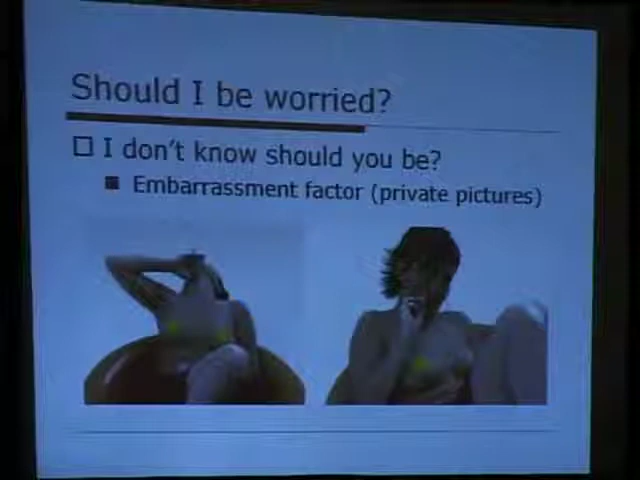 Should I be worried?
I don't know should you be?
Embarrassment factor (private pictures)